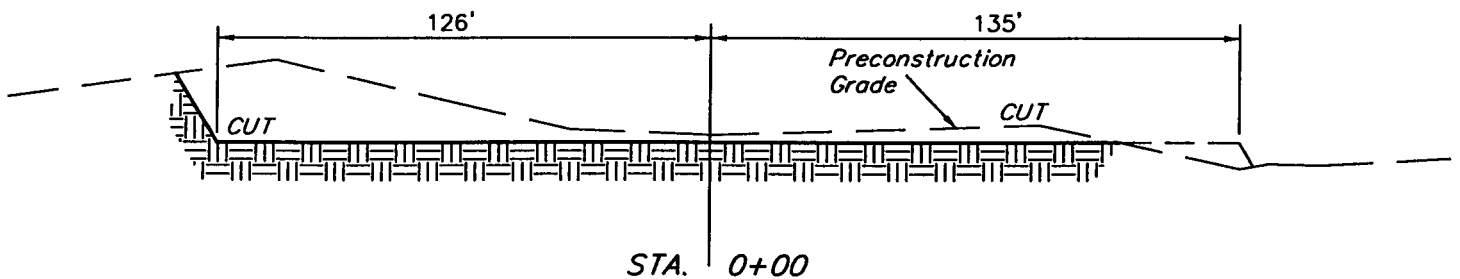 126'
135'
Preconstruction
Grade
CUT
CUT
STA. 0+00